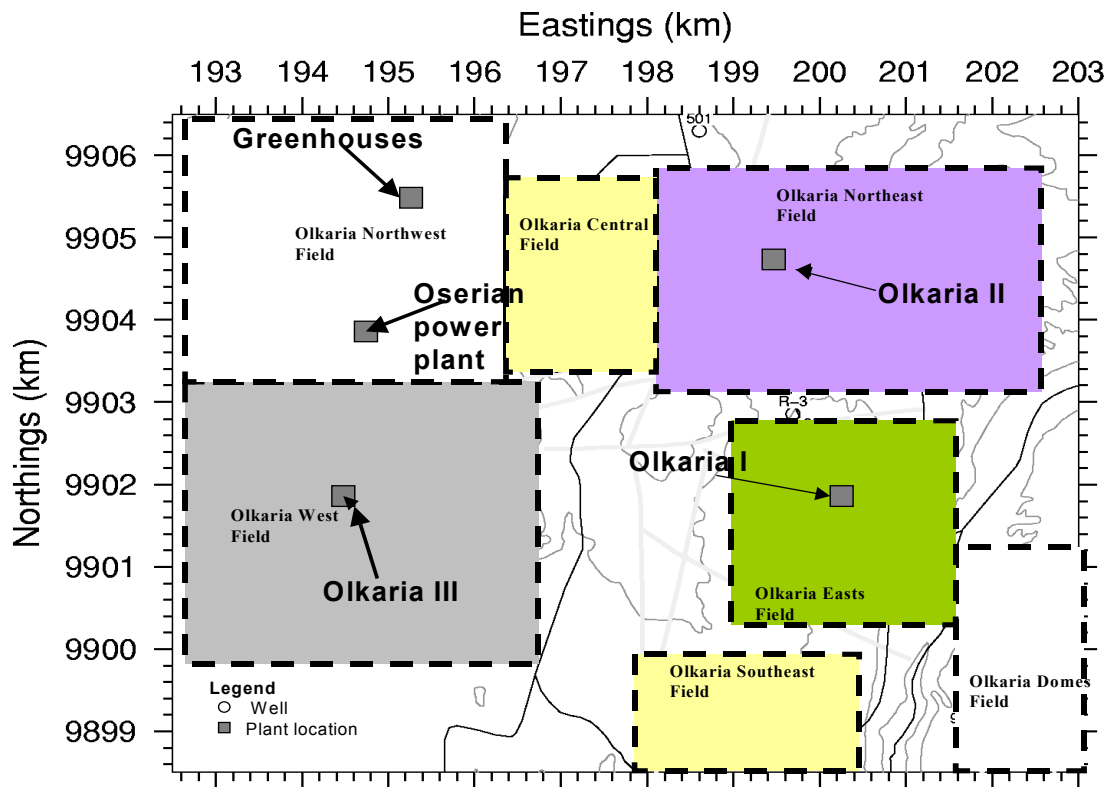 Eastings (km)
193 194 195 196 197 198 199 200 201 202 203
Northings (km)
9906
9905
9904
9903
9902
9901
9900
9899
501
Greenhouses
Olkaria Northwest
Field
Oserian
power
plant
Olkaria Central
Field
Olkaria Northeast
Field
Olkaria II
R-3
Olkaria I
Olkaria West
Field
Olkaria III
Olkaria Easts
Field
Olkaria Southeast
Field
Olkaria Domes
Field
Legend
Well
Plant location